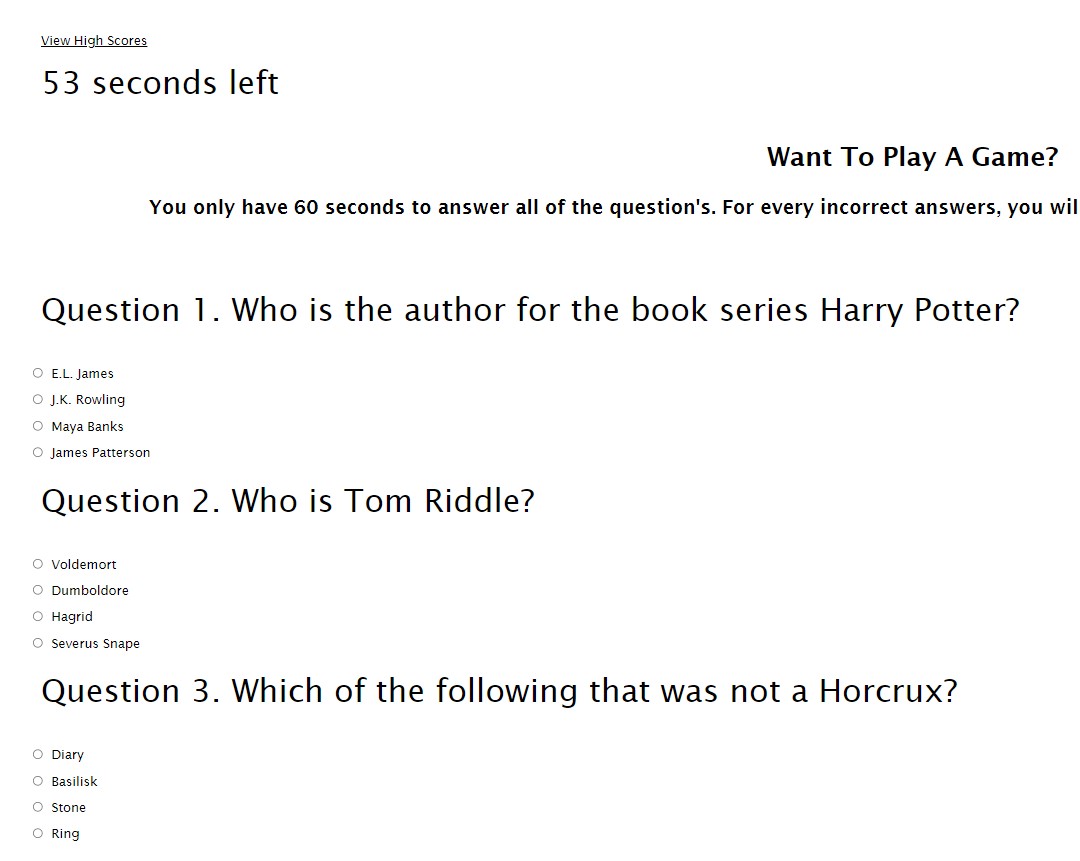 View High Scores
53 seconds left
Want To Play A Game?
You only have 60 seconds to answer all of the question's. For every incorrect answers, you wil
Question 1. Who is the author for the book series Harry Potter?
E.L. James
J.K. Rowling
Maya Banks
James Patterson
Question 2. Who is Tom Riddle?
Voldemort
Dumboldore
Hagrid
Severus Snape
Question 3. Which of the following that was not a Horcrux?
Diary
Basilisk
Stone
Ring